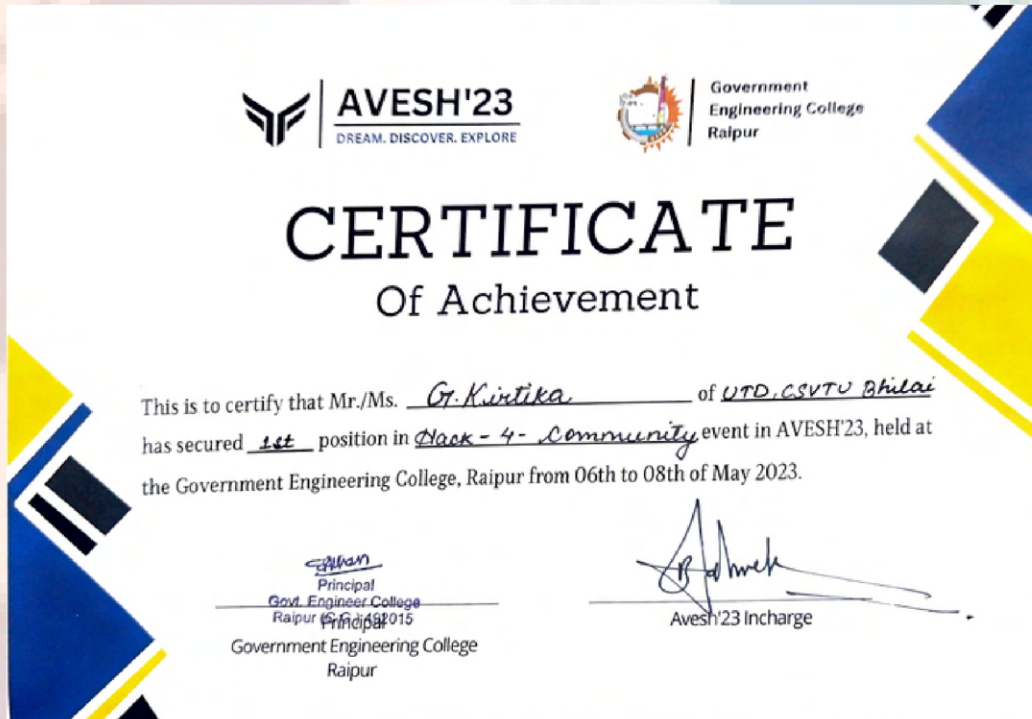 AVESH'23
DREAM. DISCOVER. EXPLORE
Government
Engineering College
Raipur
CERTIFICATE
Of Achievement
This is to certify that Mr./Ms. G. Kirtika of UTD, CSVTU Bhilai
has secured 1st position in Hack - 4 - Community event in AVESH'23, held at
the Government Engineering College, Raipur from 06th to 08th of May 2023.
Principal
Govt. Engineer College
Raipur (C.G.) 492015
Principal
Government Engineering College
Raipur
Avesh'23 Incharge